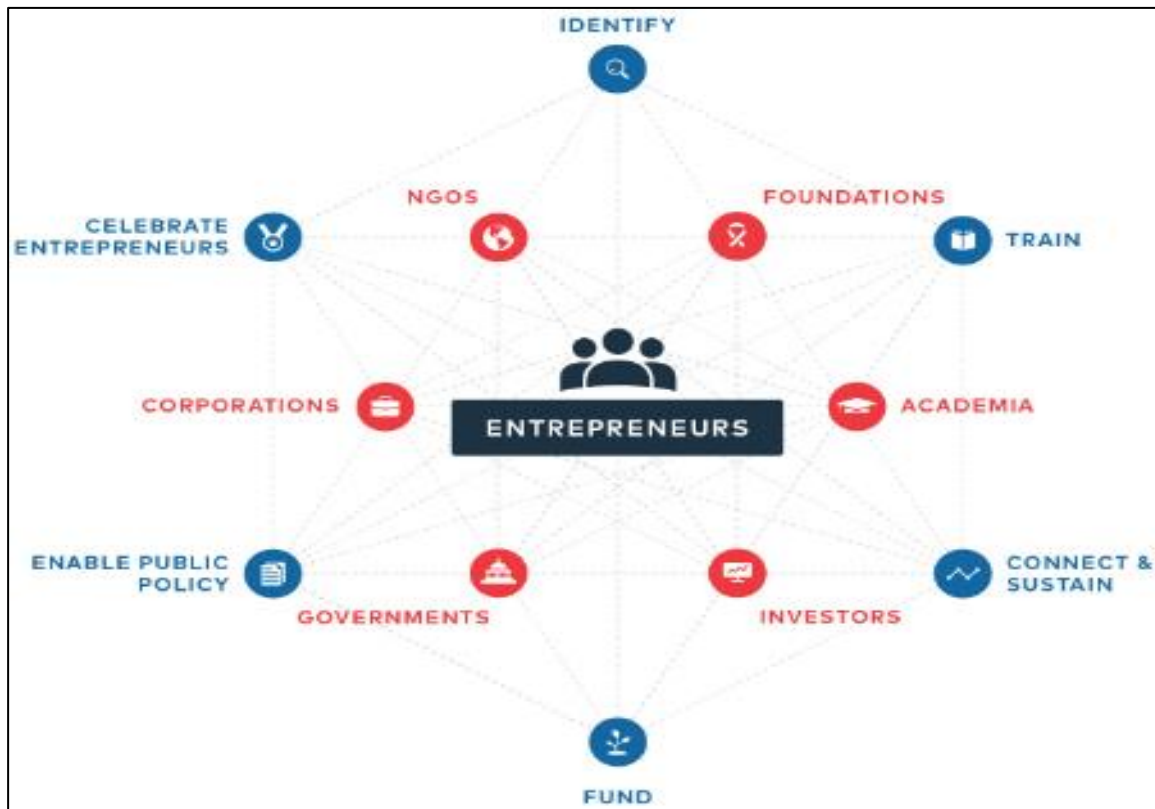 IDENTIFY
NGOS
FOUNDATIONS
CELEBRATE
ENTREPRENEURS
TRAIN
CORPORATIONS
ENTREPRENEURS
ACADEMIA
ENABLE PUBLIC
POLICY
CONNECT &
SUSTAIN
GOVERNMENTS
INVESTORS
FUND